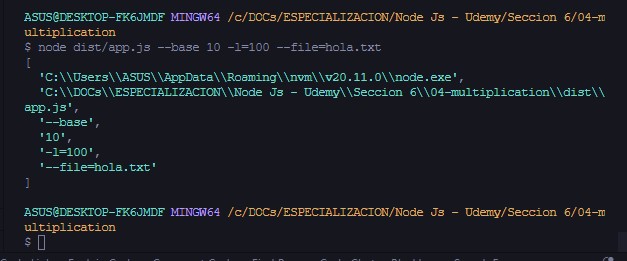 ASUS@DESKTOP-FK6JMDF MINGW64 /c/DOCs/ESPECIALIZACION/Node Js - Udemy/Seccion 6/04-m
ultiplication
$ node dist/app.js --base 10 -l=100 --file=hola.txt
[
  'C:\\Users\\ASUS\\AppData\\Roaming\\nvm\\v20.11.0\\node.exe',
  'C:\\DOCs\\ESPECIALIZACION\\Node Js - Udemy\\Seccion 6\\04-multiplication\\dist\\
app.js',
  '--base',
  '10',
  '-l=100',
  '--file=hola.txt'
]
ASUS@DESKTOP-FK6JMDF MINGW64 /c/DOCs/ESPECIALIZACION/Node Js - Udemy/Seccion 6/04-m
ultiplication
$